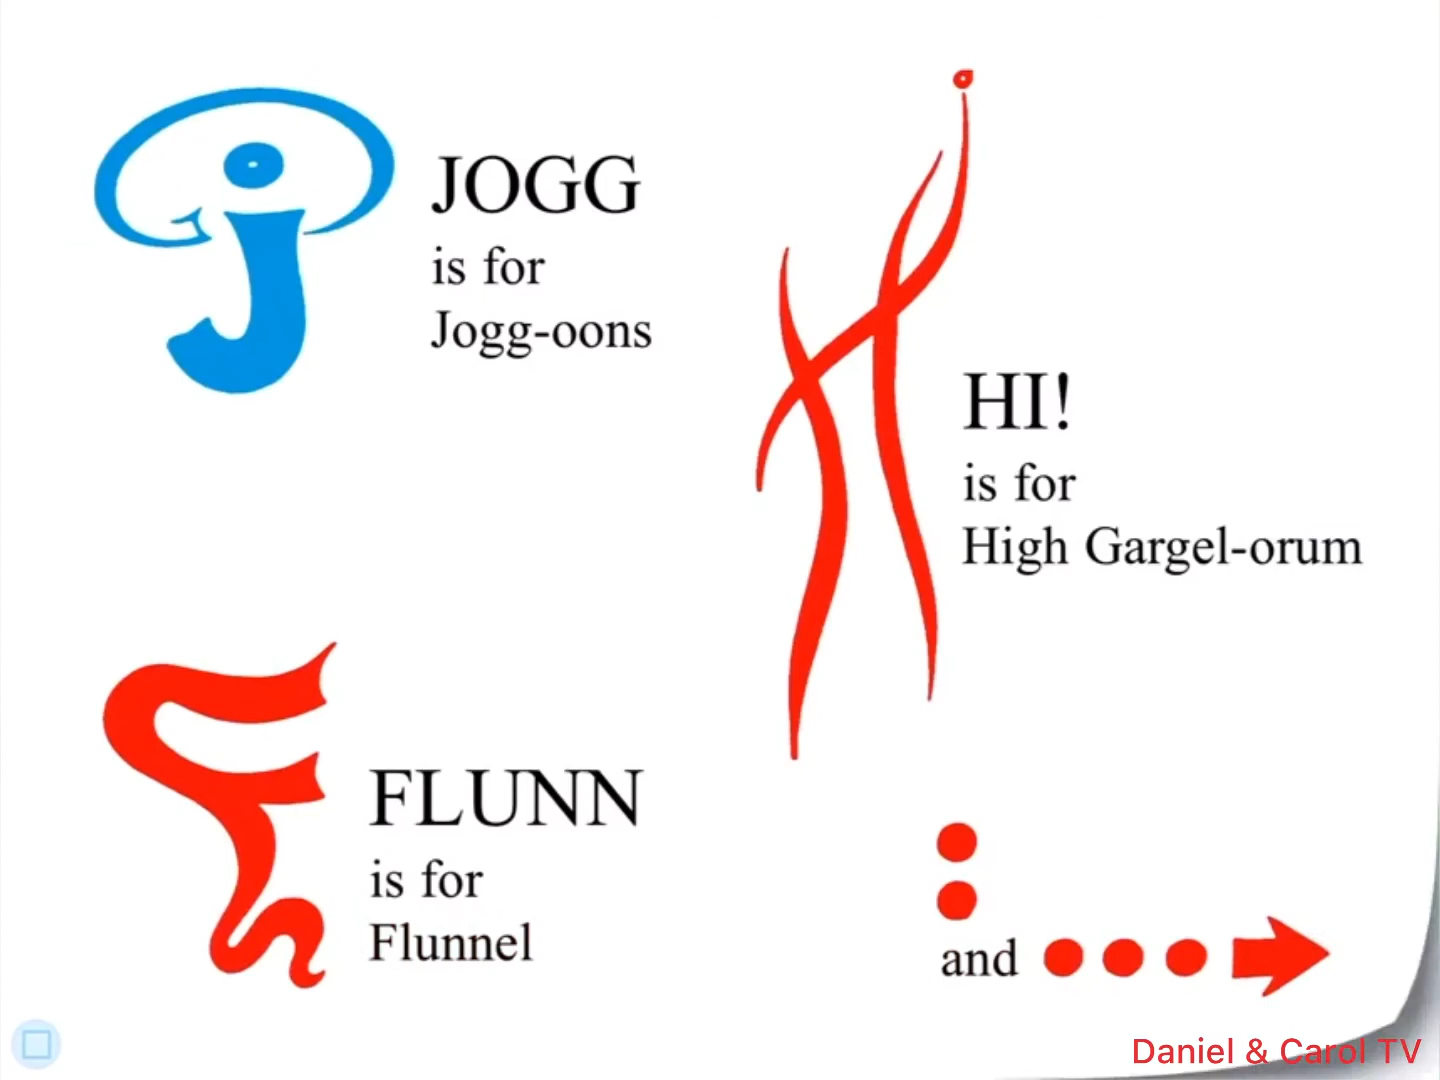 JOGG
is for
Jogg-oons
HI!
is for
High Gargel-orum
FLUNN
is for
Flunnel
and
Daniel & Carol TV